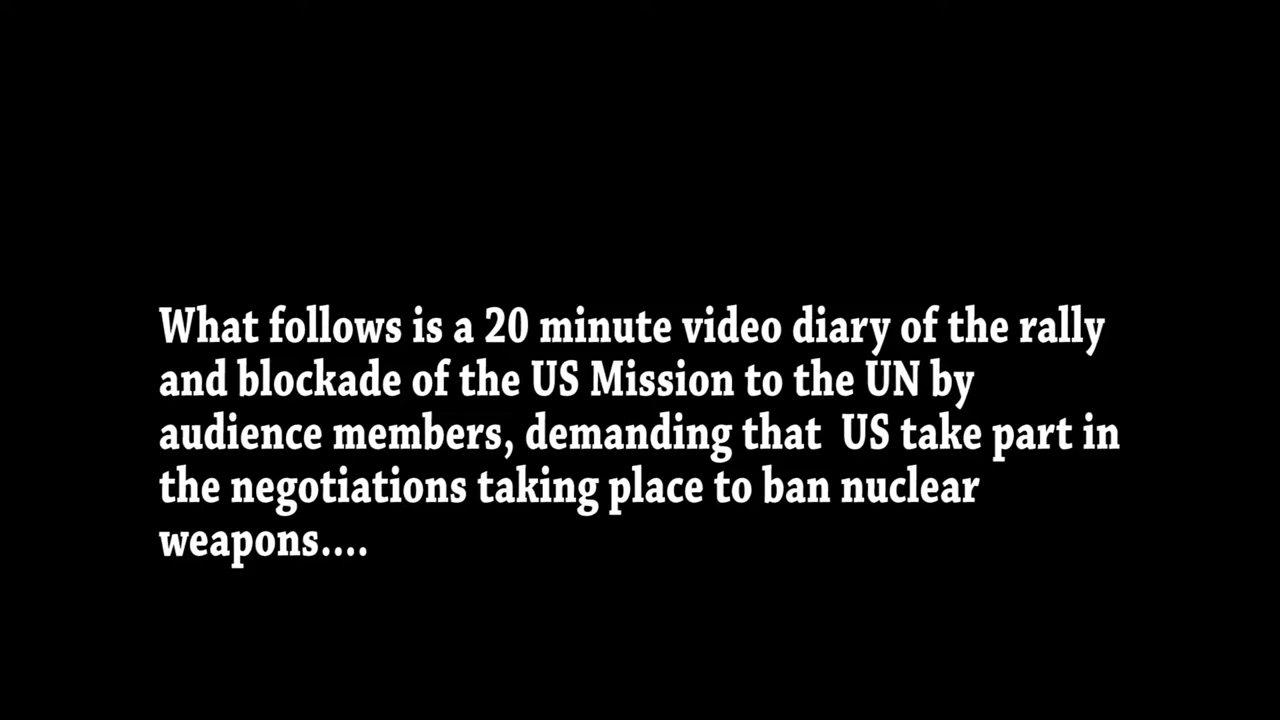 What follows is a 20 minute video diary of the rally
and blockade of the US Mission to the UN by
audience members, demanding that  US take part in
the negotiations taking place to ban nuclear
weapons....